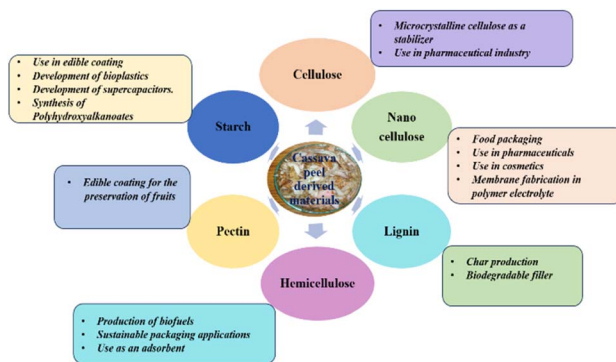 Microcrystalline cellulose as a
stabilizer
Use in pharmaceutical industry
Use in edible coating
Development of bioplastics
Development of supercapacitors.
Synthesis of
Polyhydroxyalkanoates
Cellulose
Starch
Nano
cellulose
Food packaging
Use in pharmaceuticals
Use in cosmetics
Membrane fabrication in
polymer electrolyte
Cassava
peel
derived
materials
Edible coating for the
preservation of fruits
Pectin
Lignin
Char production
Biodegradable filler
Hemicellulose
Production of biofuels
Sustainable packaging applications
Use as an adsorbent